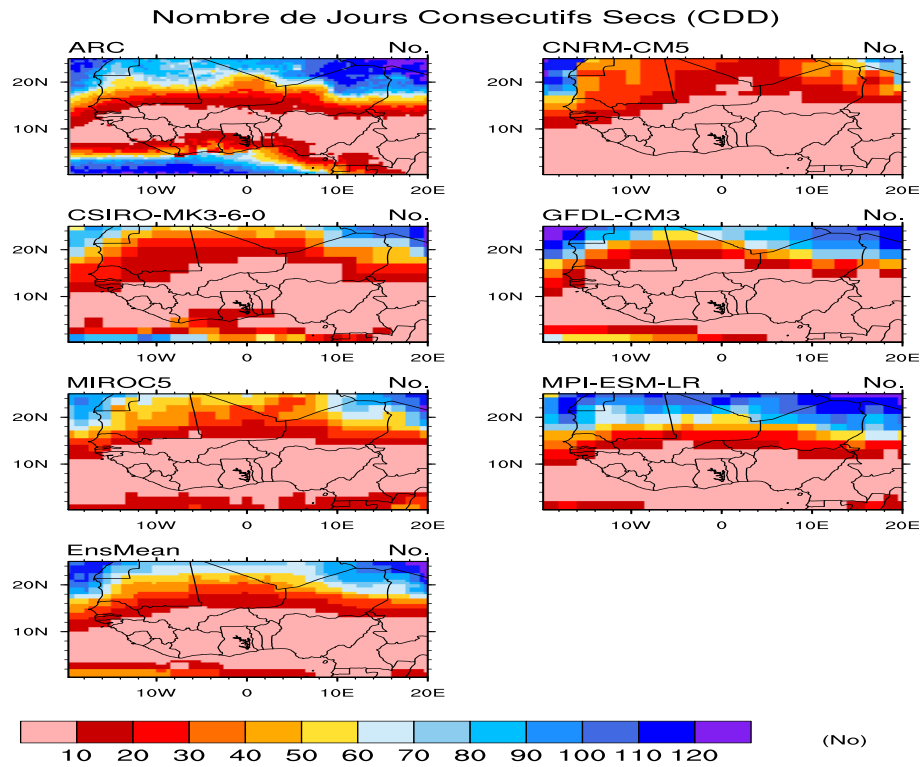 Nombre de Jours Consecutifs Secs (CDD)
ARC No. CNRM-CM5 No.
20N 20N
10N 10N
10W 0 10E 20E 10W 0 10E 20E
CSIRO-MK3-6-0 No. GFDL-CM3 No.
20N 20N
10N 10N
10W 0 10E 20E 10W 0 10E 20E
MIROC5 No. MPI-ESM-LR No.
20N 20N
10N 10N
10W 0 10E 20E 10W 0 10E 20E
EnsMean No.
20N
10N
10W 0 10E 20E
10 20 30 40 50 60 70 80 90 100 110 120 (No)